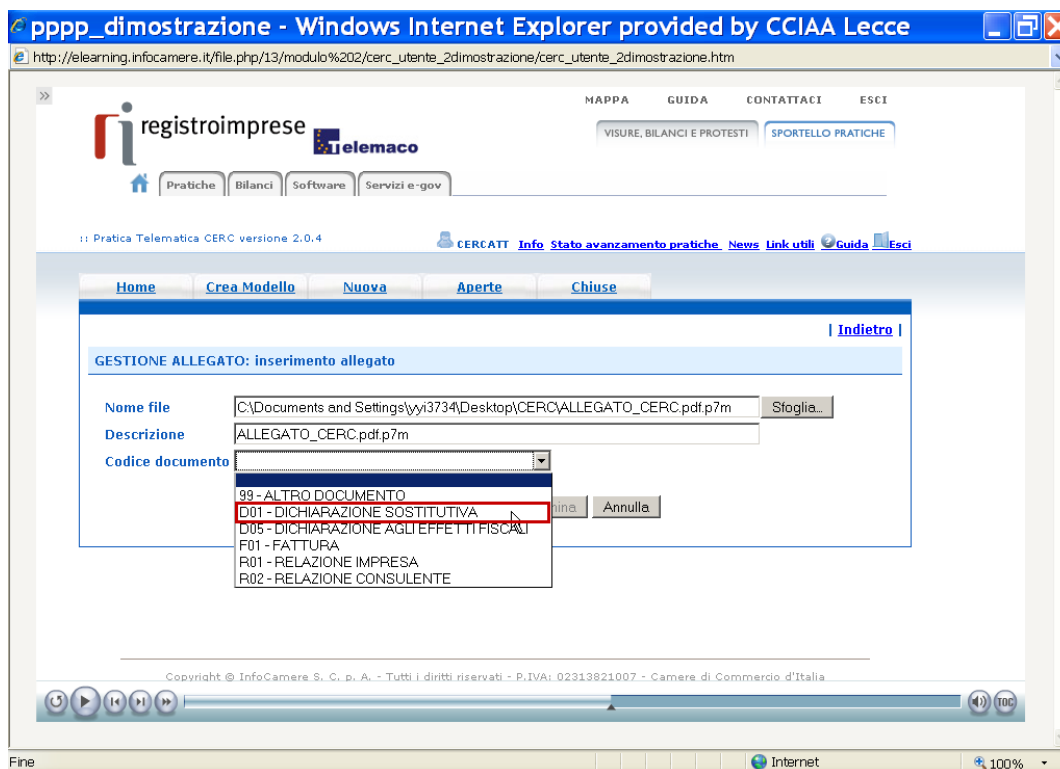 pppp_dimostrazione - Windows Internet Explorer provided by CCIAA Lecce
http://elearning.infocamere.it/file.php/13/modulo%202/cerc_utente_2dimostrazione/cerc_utente_2dimostrazione.htm
MAPPA GUIDA CONTATTACI ESCI
registroimprese
Telemaco
VISURE, BILANCI E PROTESTI SPORTELLO PRATICHE
Pratiche Bilanci Software Servizi e-gov
:: Pratica Telematica CERC versione 2.0.4
CERCATT Info Stato avanzamento pratiche News Link utili Guida Esci
Home Crea Modello Nuova Aperte Chiuse
| Indietro |
GESTIONE ALLEGATO: inserimento allegato
Nome file C:\Documents and Settings\yyi3734\Desktop\CERC\ALLEGATO_CERC.pdf.p7m Sfoglia...
Descrizione ALLEGATO_CERC.pdf.p7m
Codice documento
99 - ALTRO DOCUMENTO
D01 - DICHIARAZIONE SOSTITUTIVA
Annulla
D05 - DICHIARAZIONE AGLI EFFETTI FISCALI
F01 - FATTURA
R01 - RELAZIONE IMPRESA
R02 - RELAZIONE CONSULENTE
Copyright © InfoCamere S. C. p. A. - Tutti i diritti riservati - P.IVA: 02313821007 - Camere di Commercio d'Italia
TOC
Fine Internet 100%